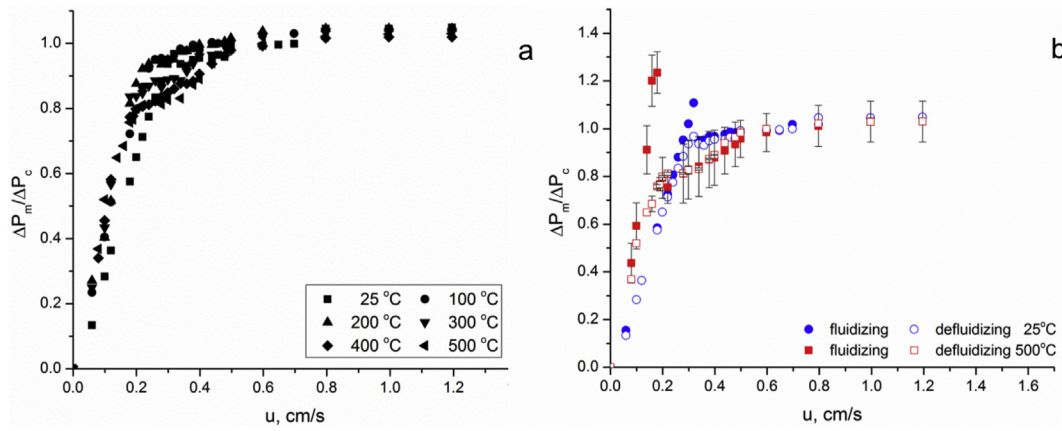 a
ΔPₘ/ΔP꜀
1.0
0.8
0.6
0.4
0.2
0.0
25 °C 100 °C
200 °C 300 °C
400 °C 500 °C
0.0 0.2 0.4 0.6 0.8 1.0 1.2
u, cm/s
b
ΔPₘ/ΔP꜀
1.4
1.2
1.0
0.8
0.6
0.4
0.2
0.0
fluidizing defluidizing 25°C
fluidizing defluidizing 500°C
0.0 0.2 0.4 0.6 0.8 1.0 1.2 1.4 1.6
u, cm/s